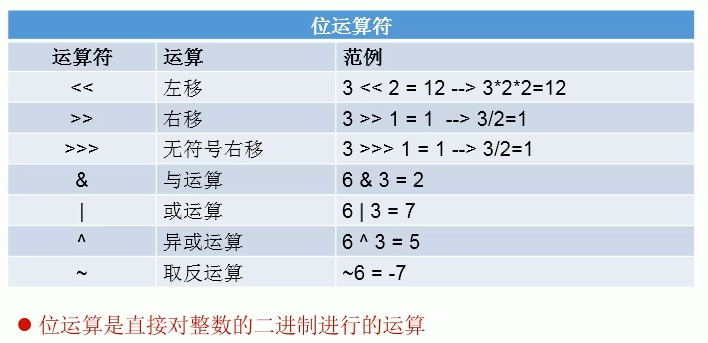 位运算符
运算符 运算 范例
<< 左移 3 << 2 = 12 --> 3*2*2=12
>> 右移 3 >> 1 = 1 --> 3/2=1
>>> 无符号右移 3 >>> 1 = 1 --> 3/2=1
& 与运算 6 & 3 = 2
| 或运算 6 | 3 = 7
^ 异或运算 6 ^ 3 = 5
~ 取反运算 ~6 = -7
● 位运算是直接对整数的二进制进行的运算